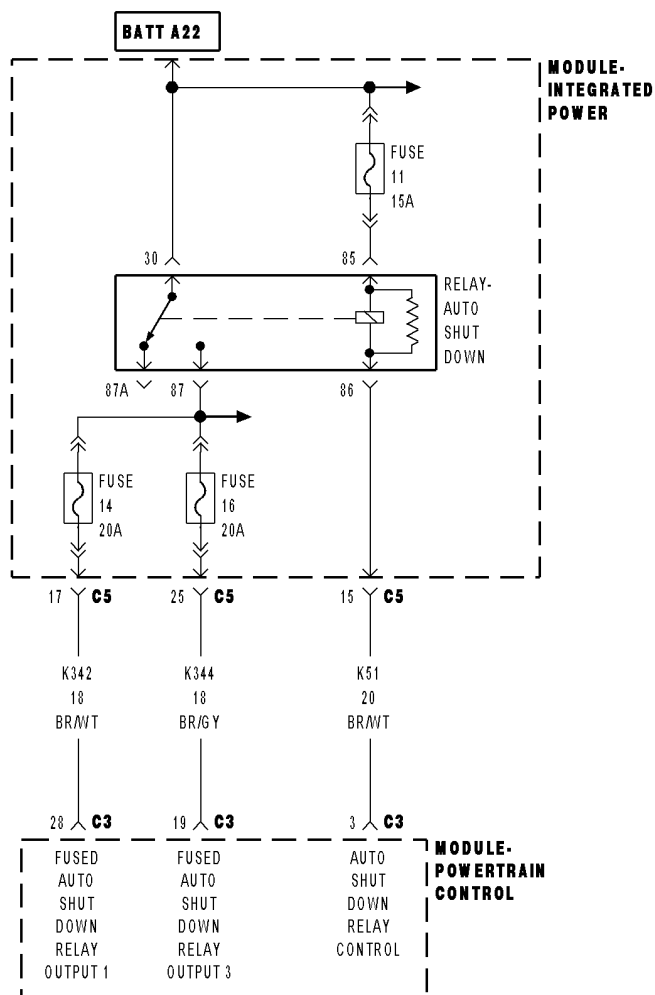 BATT A22
MODULE-
INTEGRATED
POWER
FUSE
11
15A
30
85
RELAY-
AUTO
SHUT
DOWN
87A
87
86
FUSE
14
20A
FUSE
16
20A
17 C5
25 C5
15 C5
K342
18
BR/WT
K344
18
BR/GY
K51
20
BR/WT
28 C3
19 C3
3 C3
MODULE-
POWERTRAIN
CONTROL
FUSED
AUTO
SHUT
DOWN
RELAY
OUTPUT 1
FUSED
AUTO
SHUT
DOWN
RELAY
OUTPUT 3
AUTO
SHUT
DOWN
RELAY
CONTROL